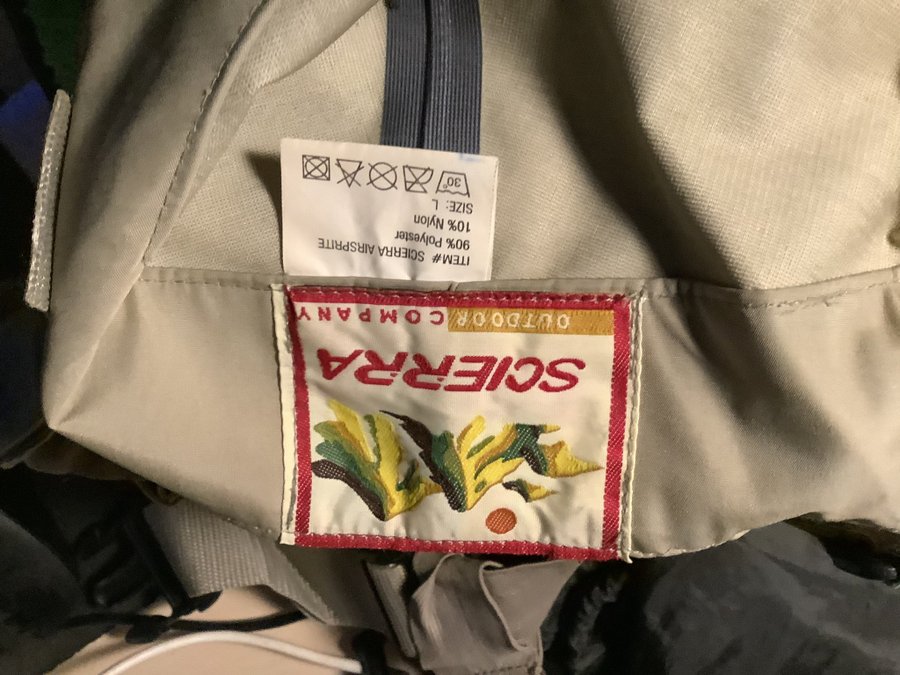 SCIERRA
OUTDOOR COMPANY
ITEM# SCIERRA AIRSPRITE
90% Polyester
10% Nylon
SIZE: L
30°